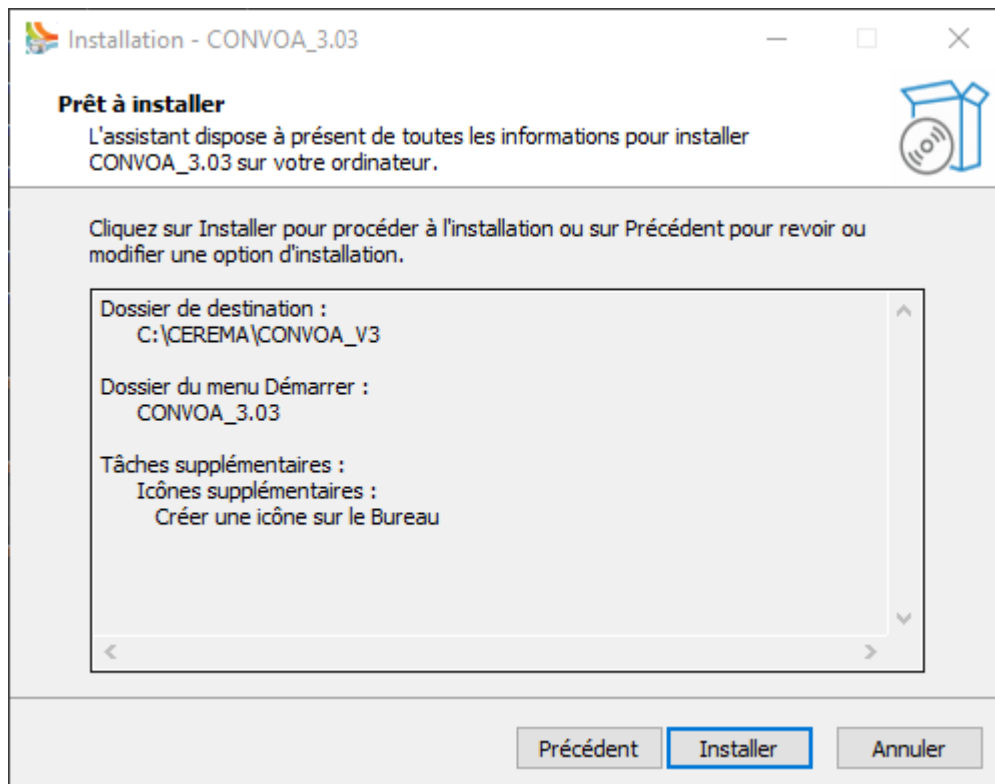 Installation - CONVOA_3.03
Prêt à installer
L'assistant dispose à présent de toutes les informations pour installer
CONVOA_3.03 sur votre ordinateur.
Cliquez sur Installer pour procéder à l'installation ou sur Précédent pour revoir ou
modifier une option d'installation.
Dossier de destination :
C:\CEREMA\CONVOA_V3
Dossier du menu Démarrer :
CONVOA_3.03
Tâches supplémentaires :
Icônes supplémentaires :
Créer une icône sur le Bureau
Précédent
Installer
Annuler